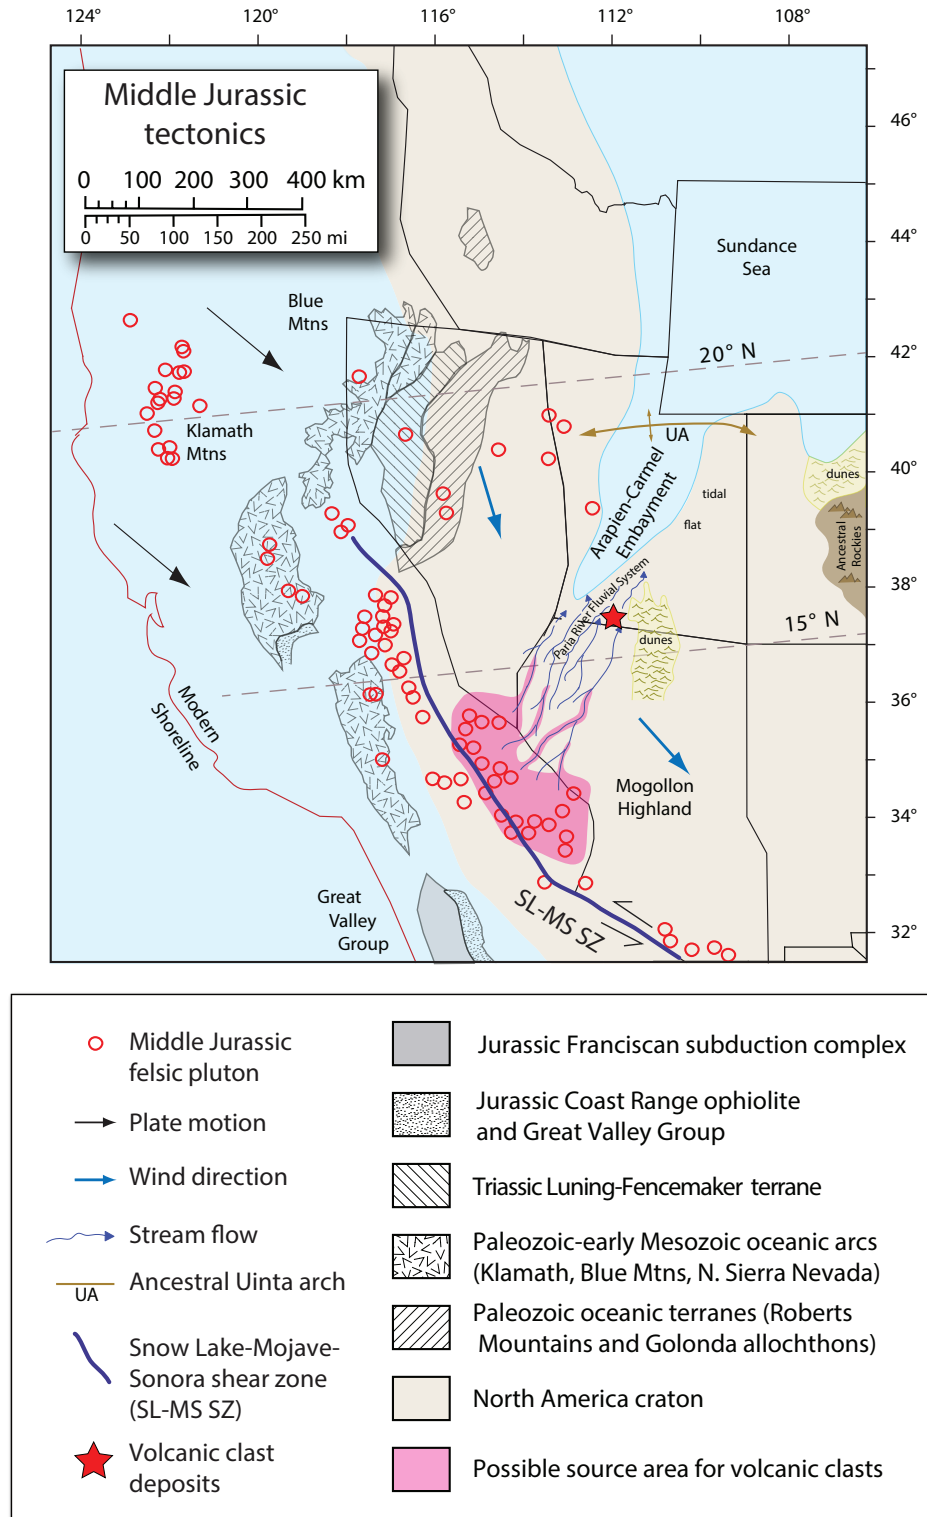 124°
120°
116°
112°
108°
Middle Jurassic
tectonics
0 100 200 300 400 km
0 50 100 150 200 250 mi
46°
44°
42°
40°
38°
36°
34°
32°
Sundance
Sea
Blue
Mtns
20° N
Klamath
Mtns
UA
Arapien-Carmel
Embayment
tidal
flat
dunes
Ancestral
Rockies
Paria River Fluvial System
dunes
15° N
Modern
Shoreline
Mogollon
Highland
Great
Valley
Group
SL-MS SZ
Middle Jurassic
felsic pluton
Plate motion
Wind direction
Stream flow
Ancestral Uinta arch
UA
Snow Lake-Mojave-
Sonora shear zone
(SL-MS SZ)
Volcanic clast
deposits
Jurassic Franciscan subduction complex
Jurassic Coast Range ophiolite
and Great Valley Group
Triassic Luning-Fencemaker terrane
Paleozoic-early Mesozoic oceanic arcs
(Klamath, Blue Mtns, N. Sierra Nevada)
Paleozoic oceanic terranes (Roberts
Mountains and Golonda allochthons)
North America craton
Possible source area for volcanic clasts